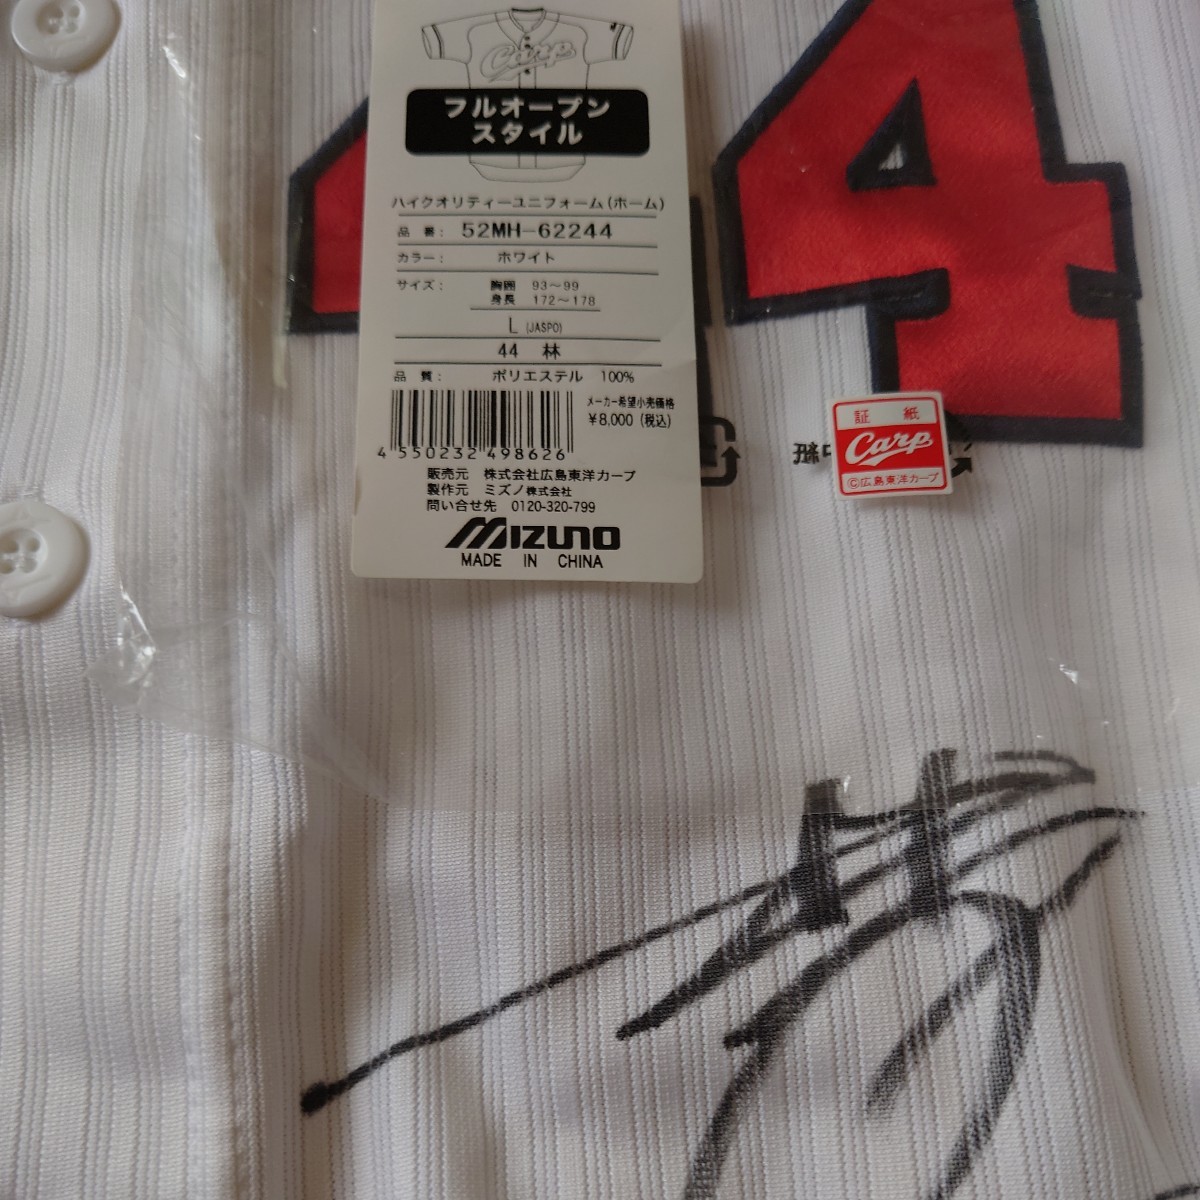 Carp
フルオープン
スタイル
ハイクオリティーユニフォーム(ホーム)
品番: 52MH-62244
カラー: ホワイト
サイズ: 胸囲 93～99
身長 172～178
L (JASPO)
44 林
品質: ポリエステル 100%
メーカー希望小売価格
¥8,000 (税込)
4 550232 498626
販売元 株式会社広島東洋カープ
製作元 ミズノ株式会社
問い合せ先 0120-320-799
MIZUNO
MADE IN CHINA
44
証紙
Carp
©広島東洋カープ